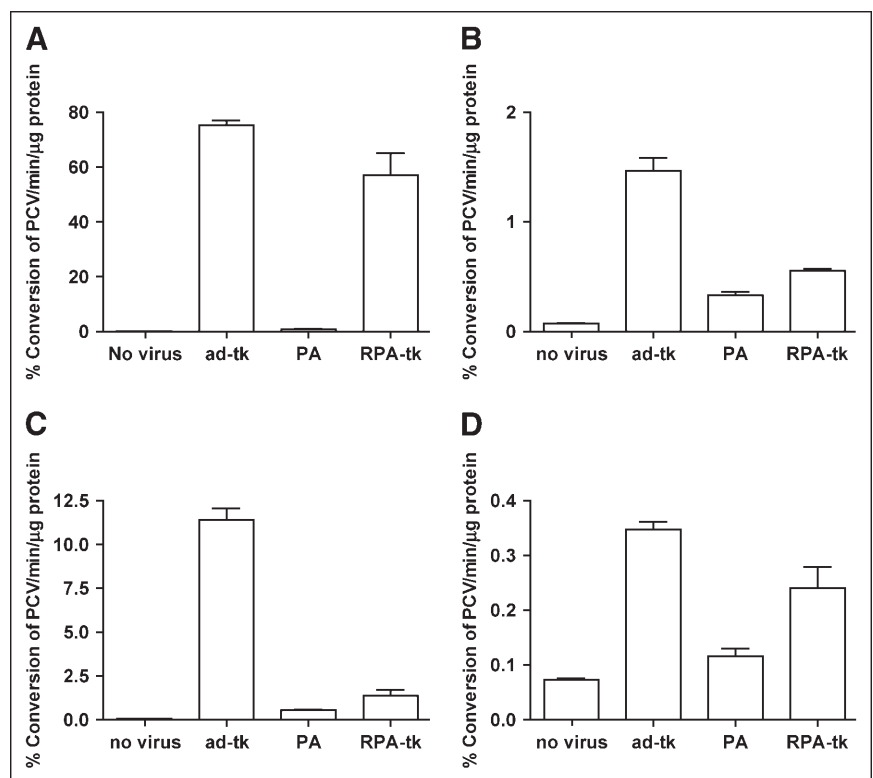 A
% Conversion of PCV/min/µg protein
80
60
40
20
0
No virus ad-tk PA RPA-tk
B
% Conversion of PCV/min/µg protein
2
1
0
no virus ad-tk PA RPA-tk
C
% Conversion of PCV/min/µg protein
12.5
10.0
7.5
5.0
2.5
0.0
no virus ad-tk PA RPA-tk
D
% Conversion of PCV/min/µg protein
0.4
0.3
0.2
0.1
0.0
no virus ad-tk PA RPA-tk